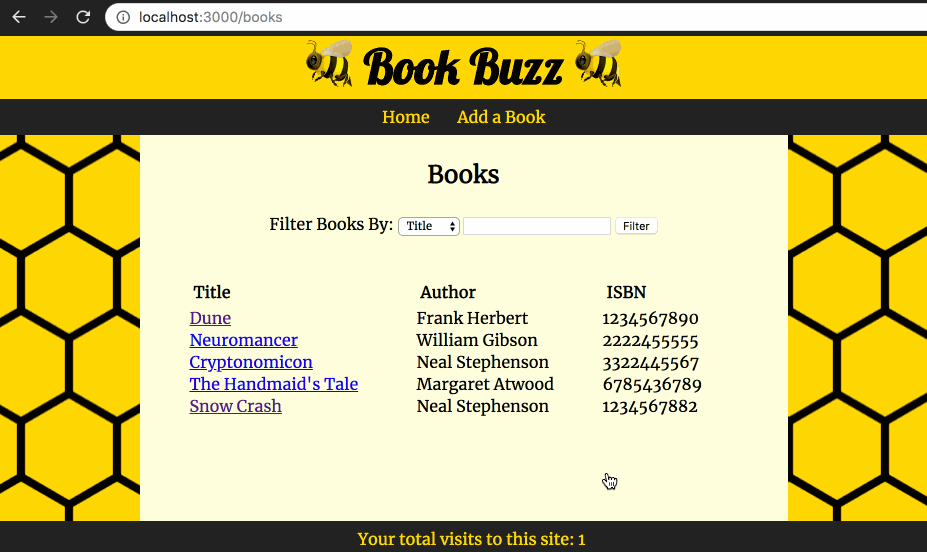 localhost:3000/books
Book Buzz
Home Add a Book
Books
Filter Books By: Title Filter
Title Author ISBN
Dune Frank Herbert 1234567890
Neuromancer William Gibson 2222455555
Cryptonomicon Neal Stephenson 3322445567
The Handmaid's Tale Margaret Atwood 6785436789
Snow Crash Neal Stephenson 1234567882
Your total visits to this site: 1